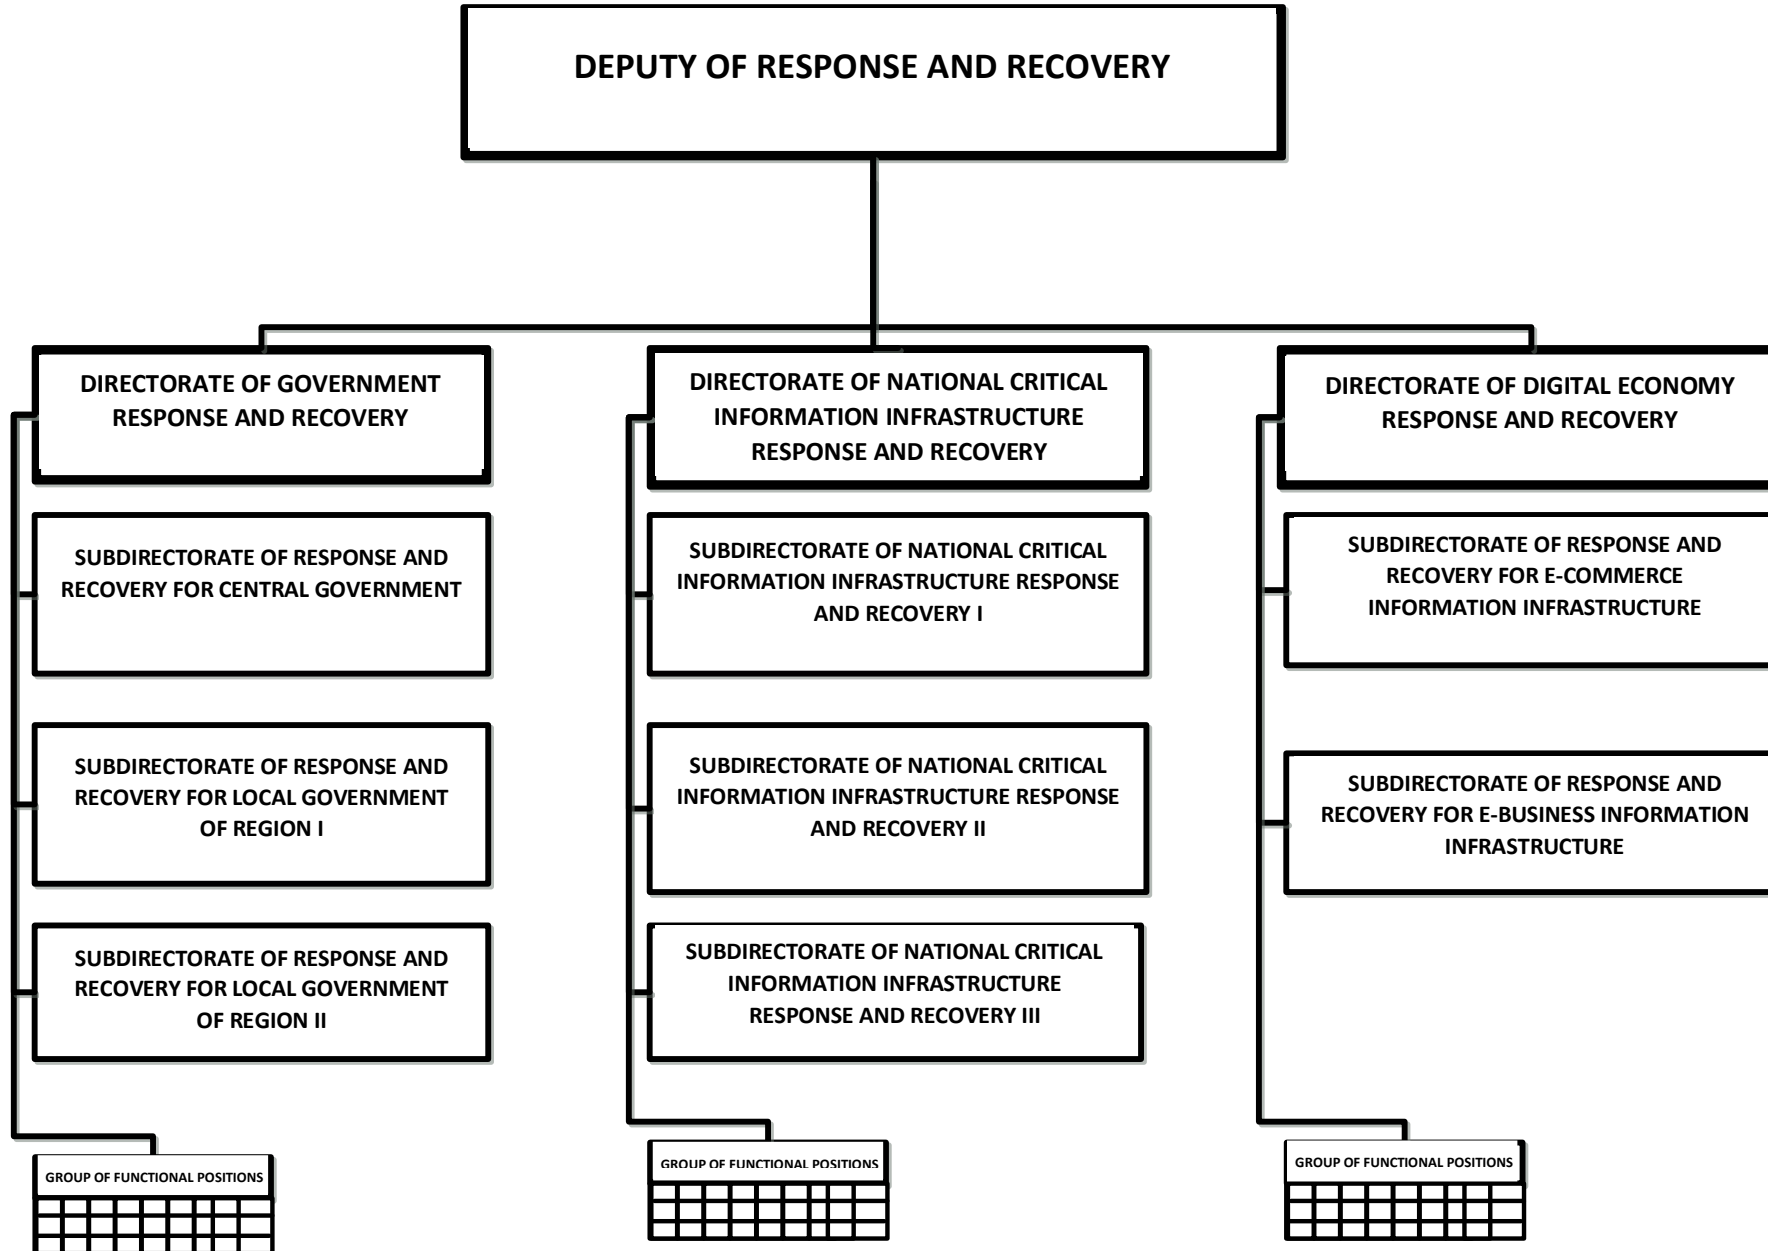 DEPUTY OF RESPONSE AND RECOVERY
DIRECTORATE OF GOVERNMENT
RESPONSE AND RECOVERY
SUBDIRECTORATE OF RESPONSE AND
RECOVERY FOR CENTRAL GOVERNMENT
SUBDIRECTORATE OF RESPONSE AND
RECOVERY FOR LOCAL GOVERNMENT
OF REGION I
SUBDIRECTORATE OF RESPONSE AND
RECOVERY FOR LOCAL GOVERNMENT
OF REGION II
GROUP OF FUNCTIONAL POSITIONS
DIRECTORATE OF NATIONAL CRITICAL
INFORMATION INFRASTRUCTURE
RESPONSE AND RECOVERY
SUBDIRECTORATE OF NATIONAL CRITICAL
INFORMATION INFRASTRUCTURE RESPONSE
AND RECOVERY I
SUBDIRECTORATE OF NATIONAL CRITICAL
INFORMATION INFRASTRUCTURE RESPONSE
AND RECOVERY II
SUBDIRECTORATE OF NATIONAL CRITICAL
INFORMATION INFRASTRUCTURE
RESPONSE AND RECOVERY III
GROUP OF FUNCTIONAL POSITIONS
DIRECTORATE OF DIGITAL ECONOMY
RESPONSE AND RECOVERY
SUBDIRECTORATE OF RESPONSE AND
RECOVERY FOR E-COMMERCE
INFORMATION INFRASTRUCTURE
SUBDIRECTORATE OF RESPONSE AND
RECOVERY FOR E-BUSINESS INFORMATION
INFRASTRUCTURE
GROUP OF FUNCTIONAL POSITIONS